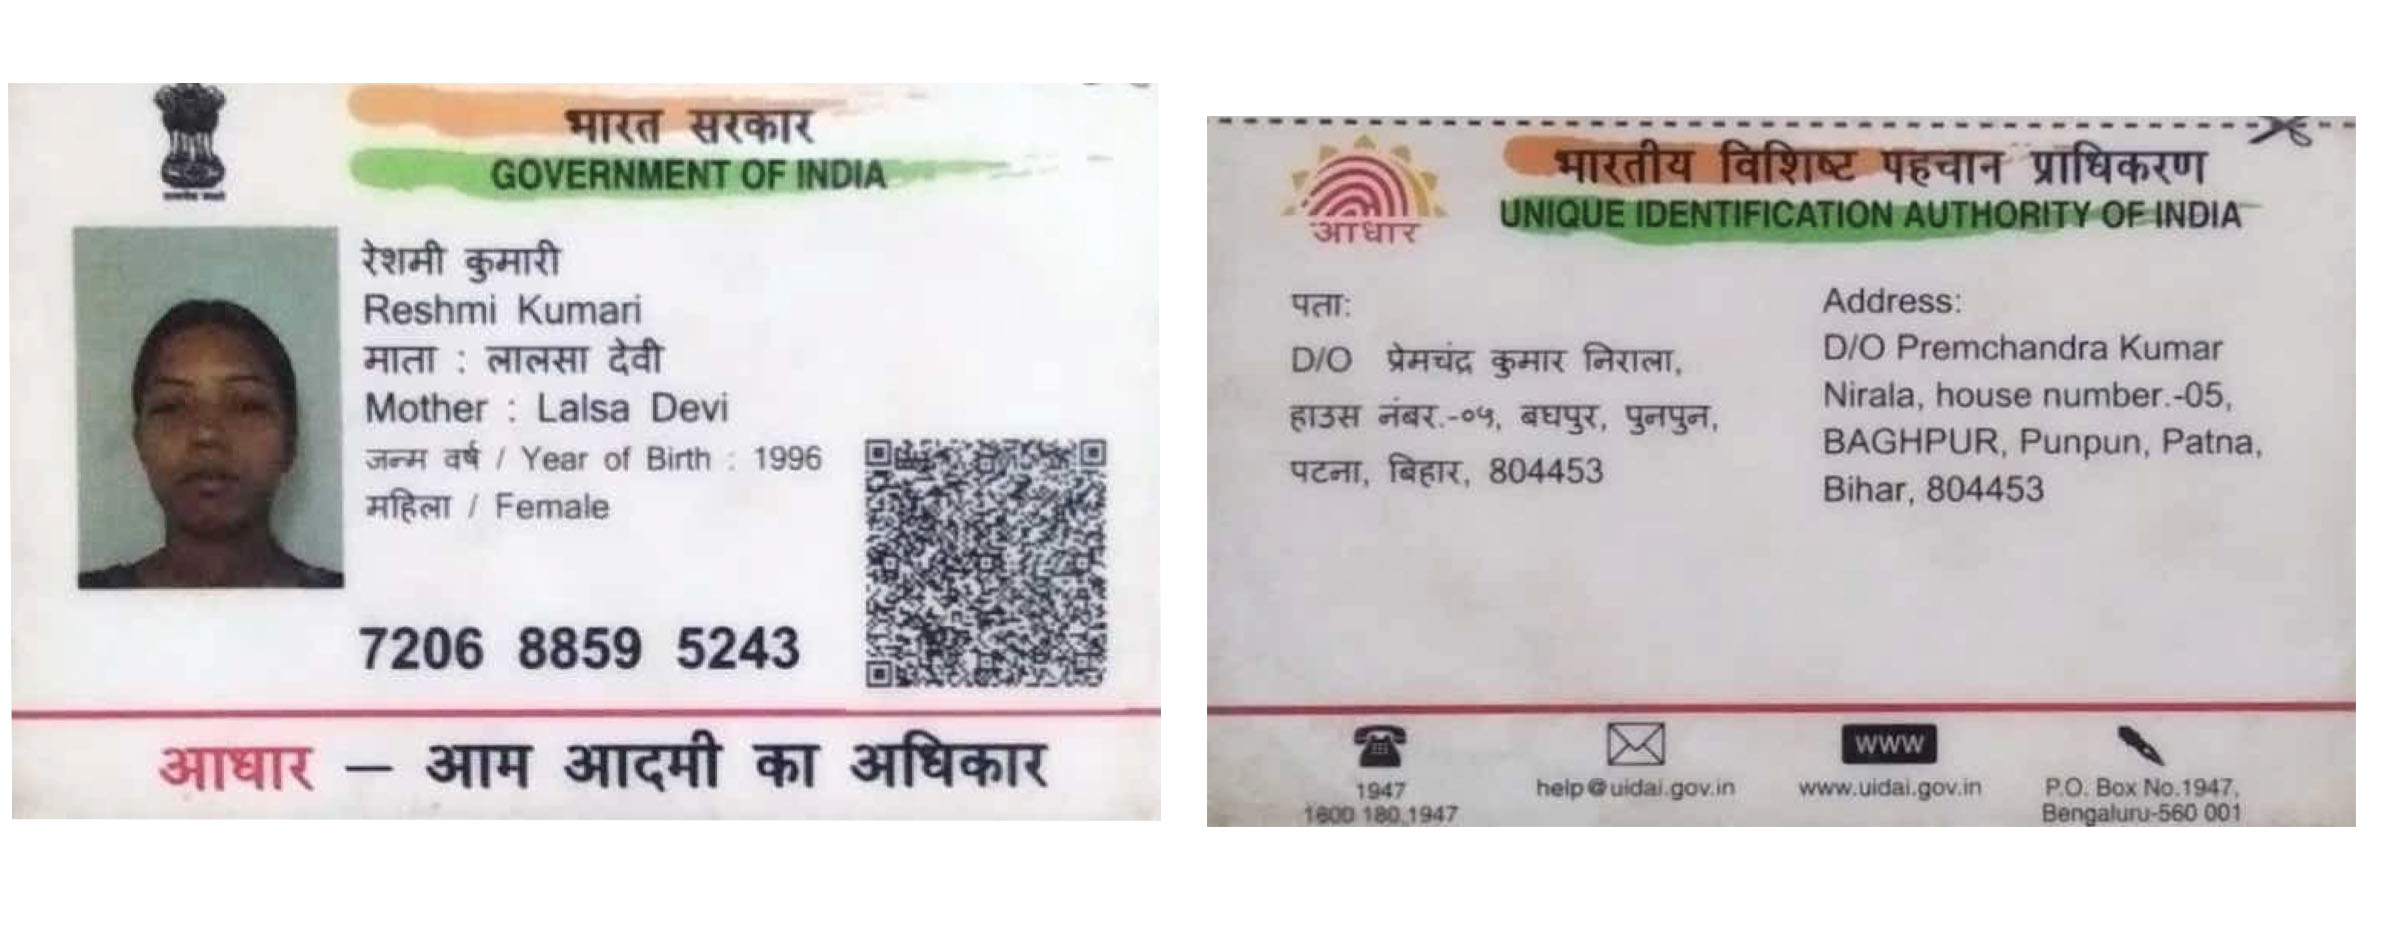 भारत सरकार
GOVERNMENT OF INDIA
रेशमी कुमारी
Reshmi Kumari
माता : लालसा देवी
Mother : Lalsa Devi
जन्म वर्ष / Year of Birth : 1996
महिला / Female
7206 8859 5243
आधार – आम आदमी का अधिकार
भारतीय विशिष्ट पहचान प्राधिकरण
UNIQUE IDENTIFICATION AUTHORITY OF INDIA
आधार
पता:
D/O प्रेमचंद्र कुमार निराला,
हाउस नंबर.-०५, बघपुर, पुनपुन,
पटना, बिहार, 804453
Address:
D/O Premchandra Kumar
Nirala, house number.-05,
BAGHPUR, Punpun, Patna,
Bihar, 804453
1947
1800 180 1947
help@uidai.gov.in
www
www.uidai.gov.in
P.O. Box No.1947,
Bengaluru-560 001